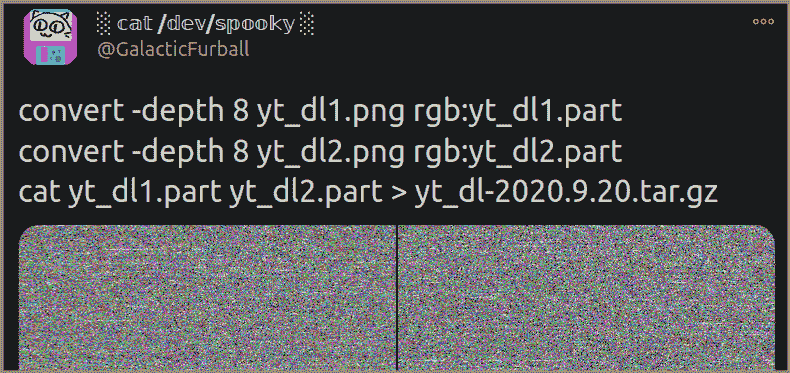 ░ 𝕔𝕒𝕥 /𝕕𝕖𝕧/𝕤𝕡𝕠𝕠𝕜𝕪 ░
@GalacticFurball
convert -depth 8 yt_dl1.png rgb:yt_dl1.part
convert -depth 8 yt_dl2.png rgb:yt_dl2.part
cat yt_dl1.part yt_dl2.part > yt_dl-2020.9.20.tar.gz